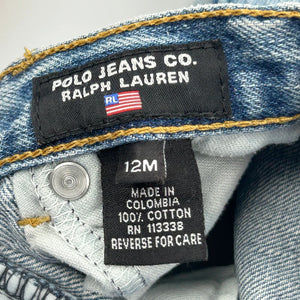 POLO JEANS CO.
RALPH LAUREN
RL
12M
MADE IN
COLOMBIA
100% COTTON
RN 113338
REVERSE FOR CARE